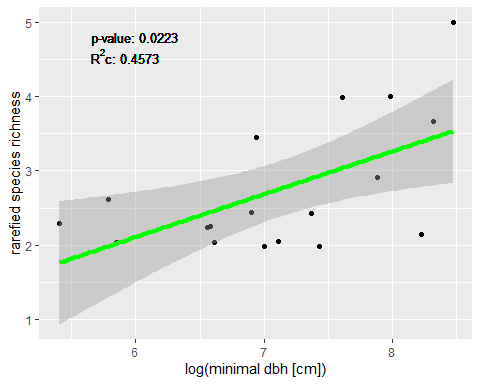 p-value: 0.0223
R²c: 0.4573
rarefied species richness
5
4
3
2
1
6 7 8
log(minimal dbh [cm])